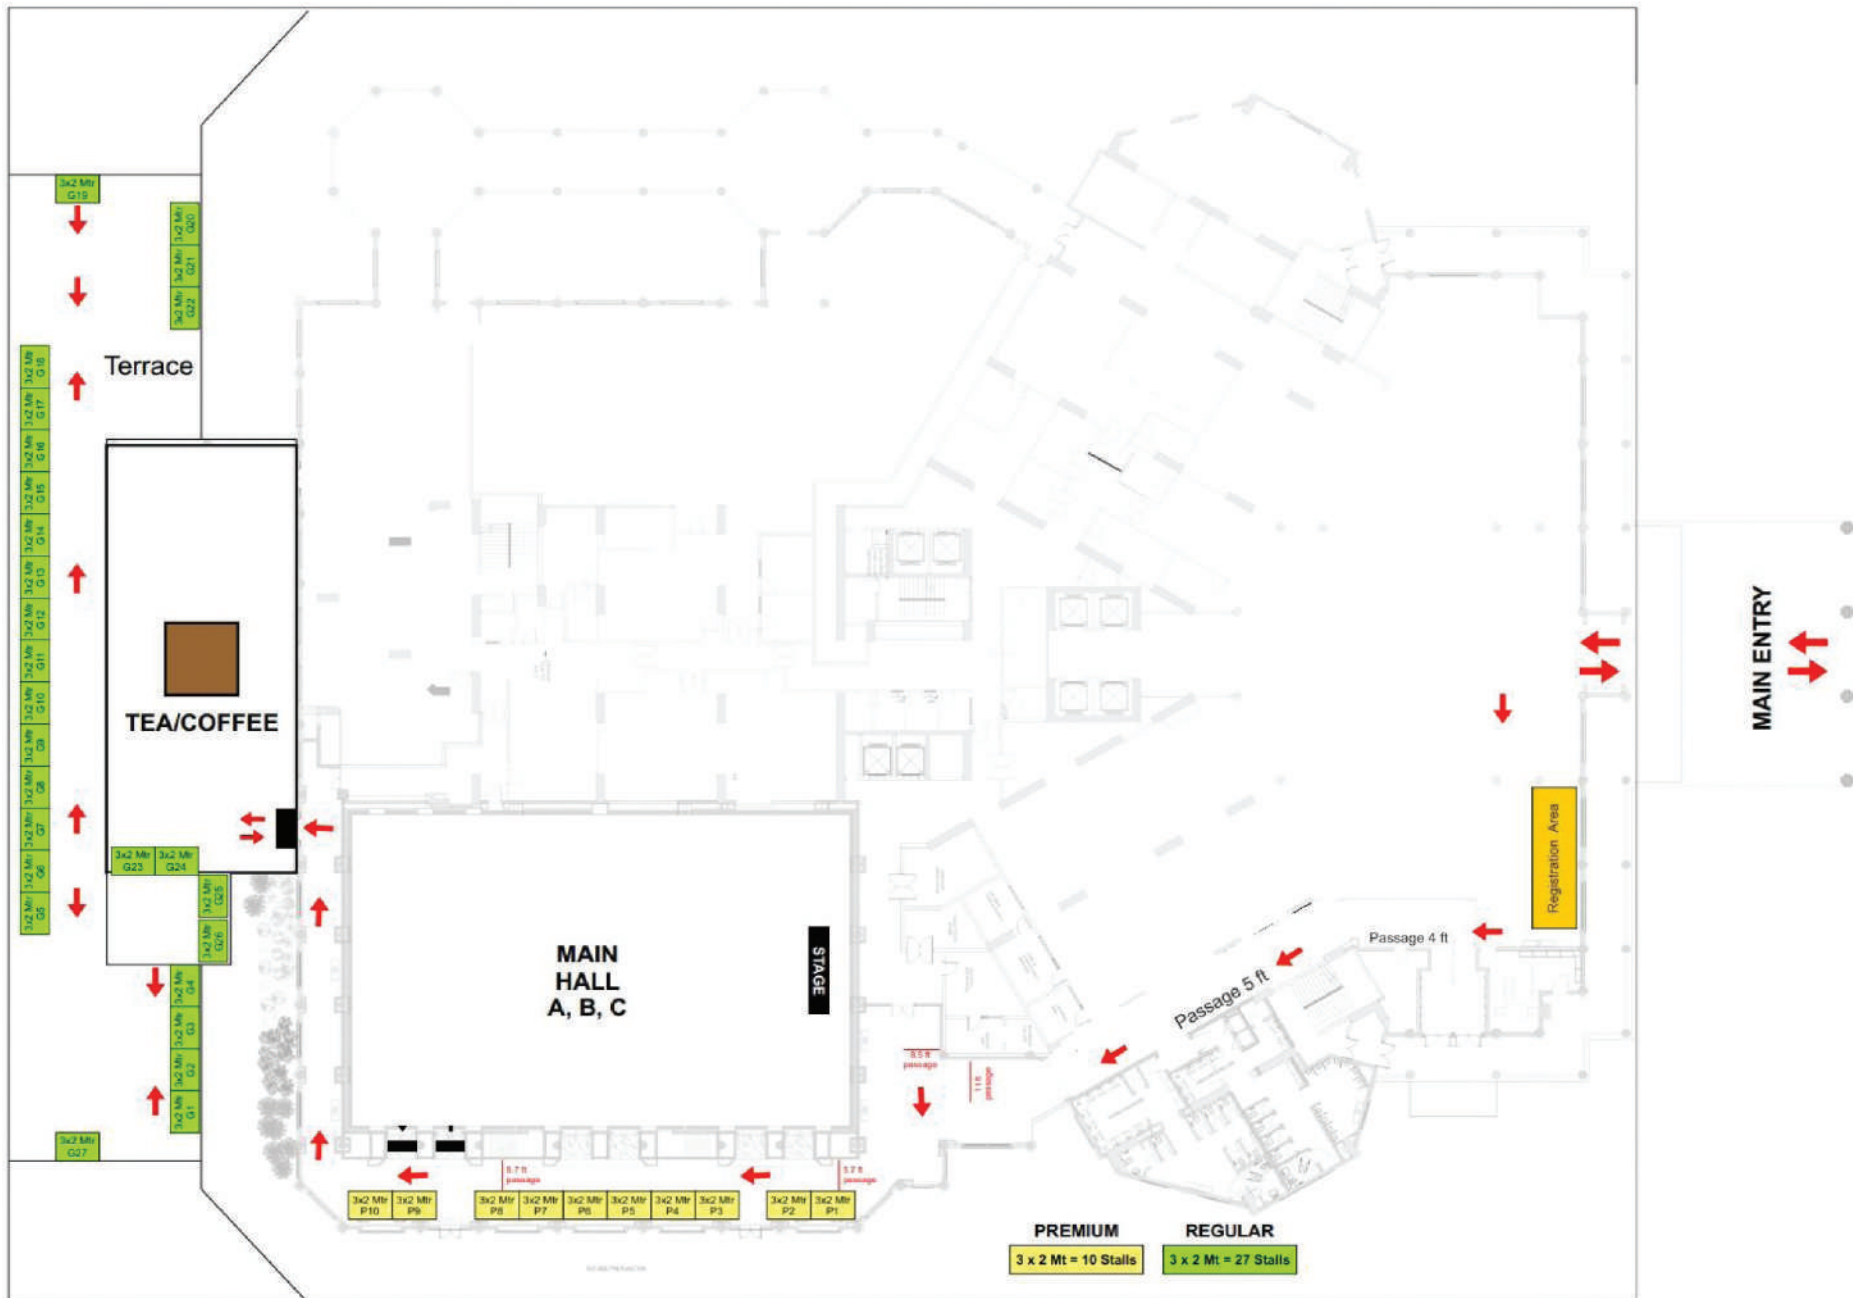 3x2 Mtr
G19
3x2 Mtr
G20
3x2 Mtr
G21
3x2 Mtr
G22
Terrace
3x2 Mtr
G18
3x2 Mtr
G17
3x2 Mtr
G16
3x2 Mtr
G15
3x2 Mtr
G14
3x2 Mtr
G13
3x2 Mtr
G12
3x2 Mtr
G11
3x2 Mtr
G10
3x2 Mtr
G9
3x2 Mtr
G8
3x2 Mtr
G7
3x2 Mtr
G6
3x2 Mtr
G5
TEA/COFFEE
3x2 Mtr
G23
3x2 Mtr
G24
3x2 Mtr
G25
3x2 Mtr
G26
3x2 Mtr
G4
3x2 Mtr
G3
3x2 Mtr
G2
3x2 Mtr
G1
3x2 Mtr
G27
MAIN
HALL
A, B, C
STAGE
MAIN ENTRY
Registration Area
Passage 4 ft
Passage 5 ft
passage
11 ft
passage
passage
passage
3x2 Mtr
P10
3x2 Mtr
P9
3x2 Mtr
P8
3x2 Mtr
P7
3x2 Mtr
P6
3x2 Mtr
P5
3x2 Mtr
P4
3x2 Mtr
P3
3x2 Mtr
P2
3x2 Mtr
P1
PREMIUM
3 x 2 Mt = 10 Stalls
REGULAR
3 x 2 Mt = 27 Stalls